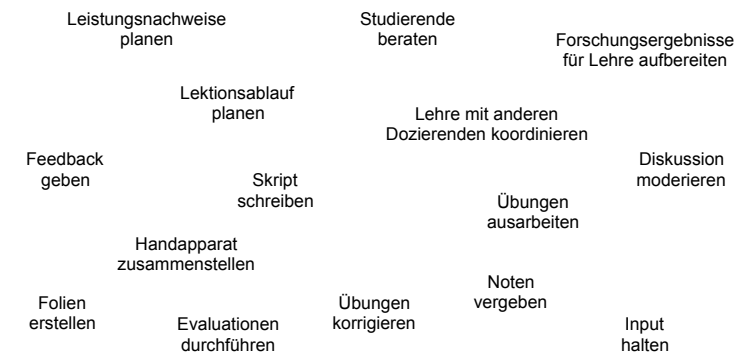 Leistungsnachweise
planen
Studierende
beraten
Forschungsergebnisse
für Lehre aufbereiten
Lektionsablauf
planen
Lehre mit anderen
Dozierenden koordinieren
Feedback
geben
Skript
schreiben
Diskussion
moderieren
Übungen
ausarbeiten
Handapparat
zusammenstellen
Noten
vergeben
Folien
erstellen
Evaluationen
durchführen
Übungen
korrigieren
Input
halten